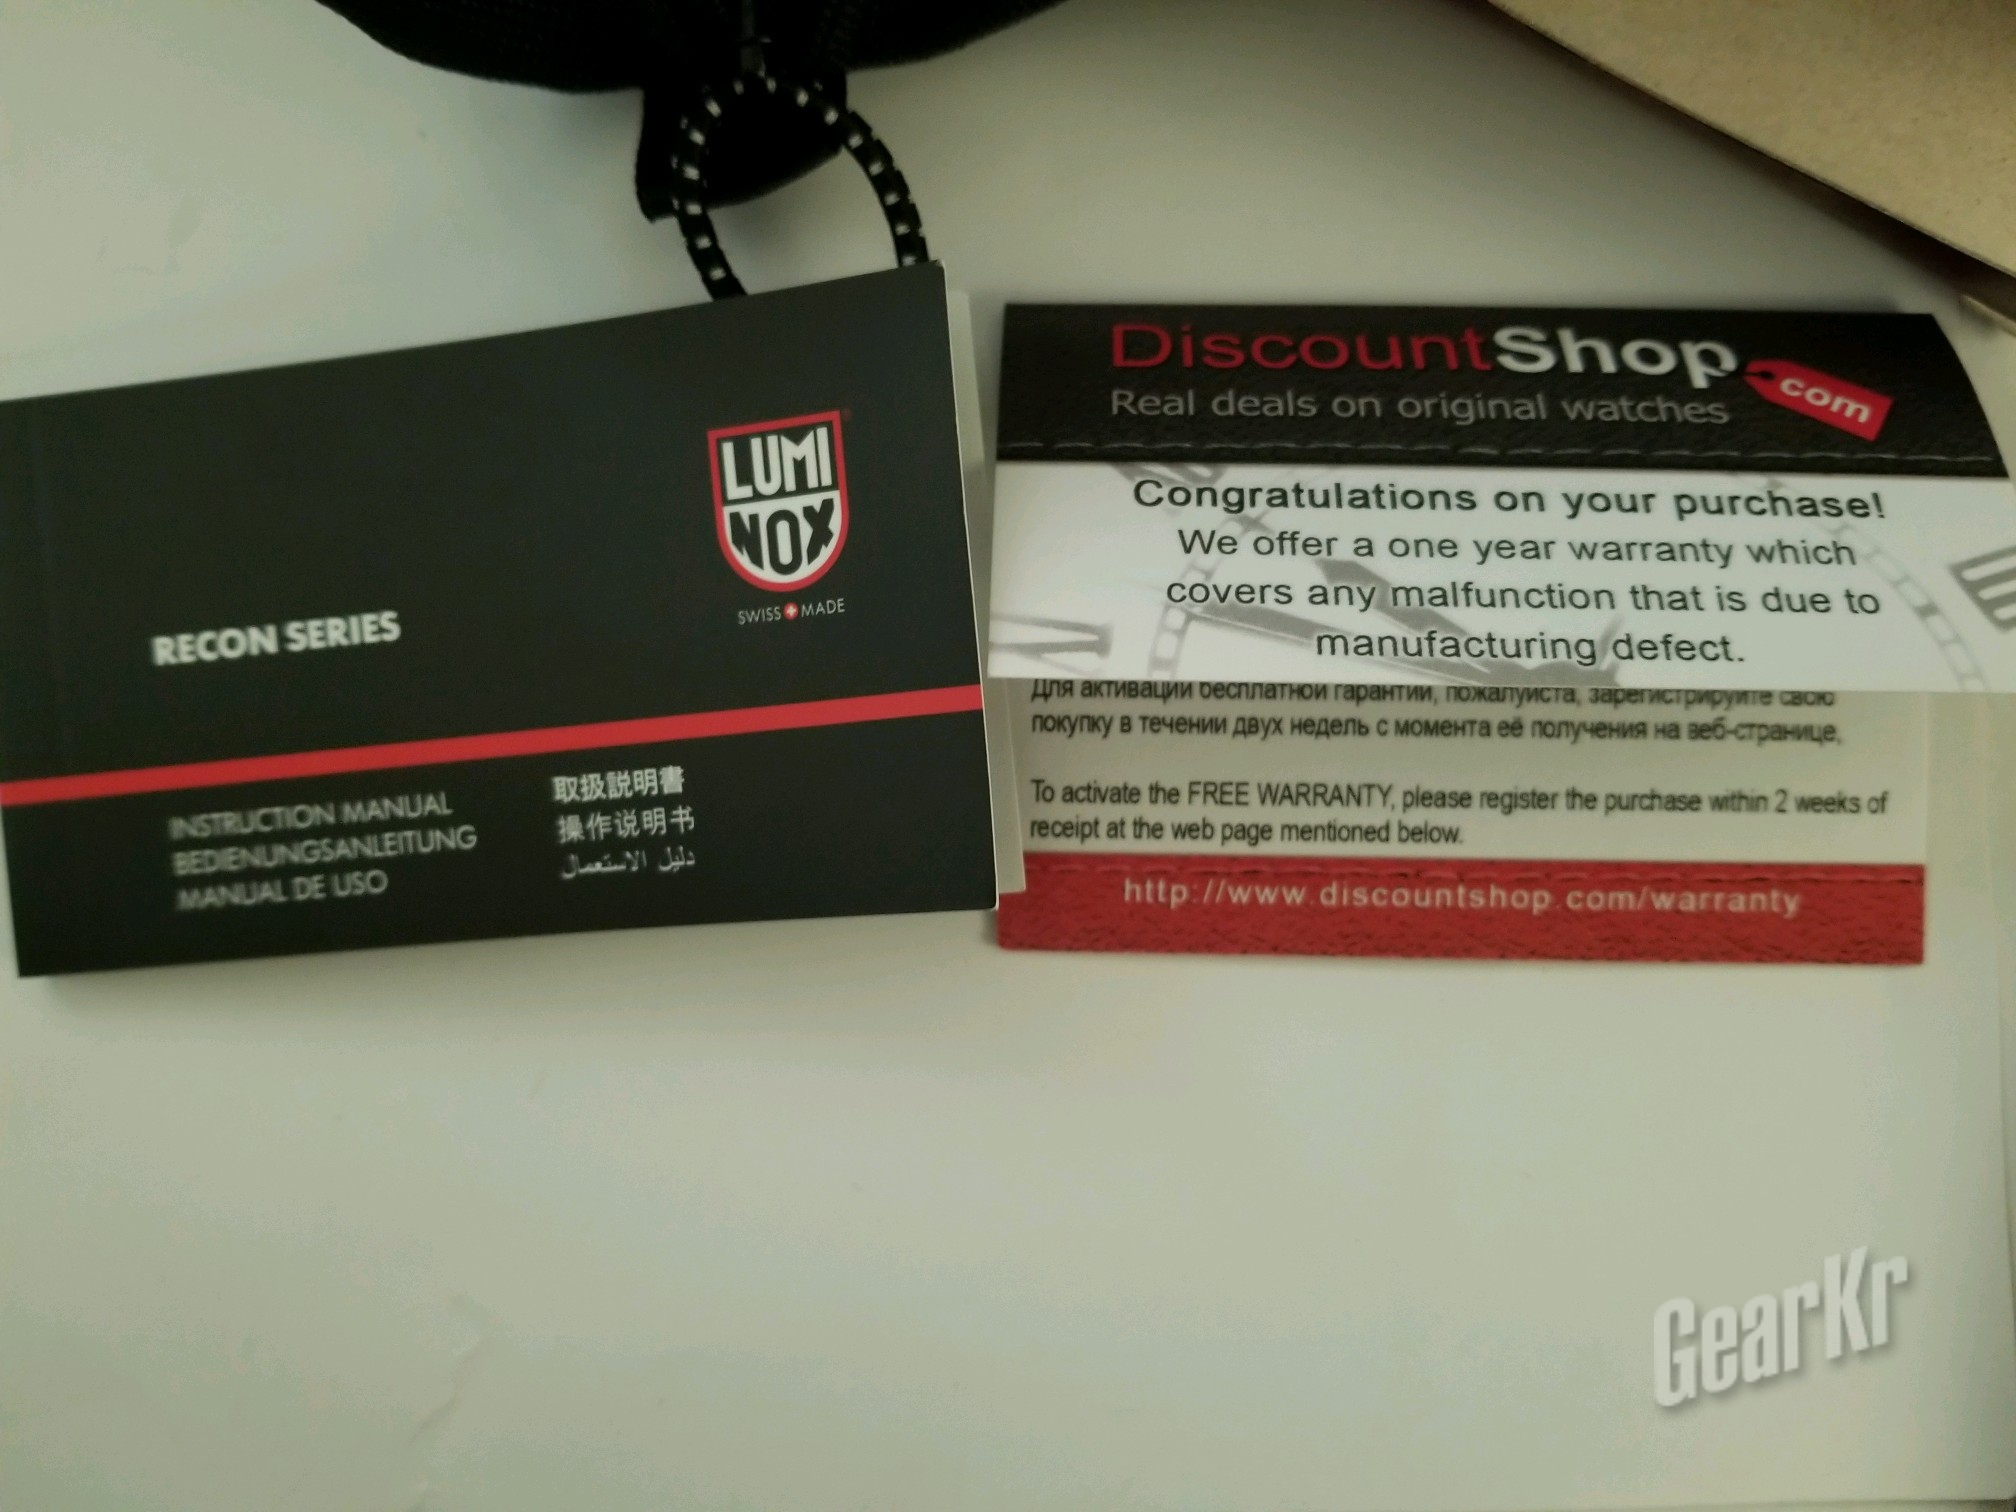 LUMI
NOX
SWISS MADE
RECON SERIES
INSTRUCTION MANUAL
BEDIENUNGSANLEITUNG
MANUAL DE USO
取扱説明書
操作说明书
دليل الاستعمال
DiscountShop
com
Real deals on original watches
Congratulations on your purchase!
We offer a one year warranty which
covers any malfunction that is due to
manufacturing defect.
Для активации бесплатной гарантии, пожалуйста, зарегистрируйте свою
покупку в течении двух недель с момента её получения на веб-странице,
To activate the FREE WARRANTY, please register the purchase within 2 weeks of
receipt at the web page mentioned below.
http://www.discountshop.com/warranty
GearKr